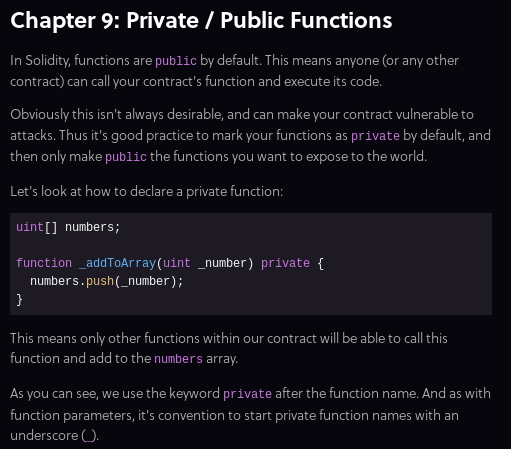 Chapter 9: Private / Public Functions
In Solidity, functions are public by default. This means anyone (or any other
contract) can call your contract's function and execute its code.
Obviously this isn't always desirable, and can make your contract vulnerable to
attacks. Thus it's good practice to mark your functions as private by default, and
then only make public the functions you want to expose to the world.
Let's look at how to declare a private function:
uint[] numbers;
function _addToArray(uint _number) private {
  numbers.push(_number);
}
This means only other functions within our contract will be able to call this
function and add to the numbers array.
As you can see, we use the keyword private after the function name. And as with
function parameters, it's convention to start private function names with an
underscore (_).